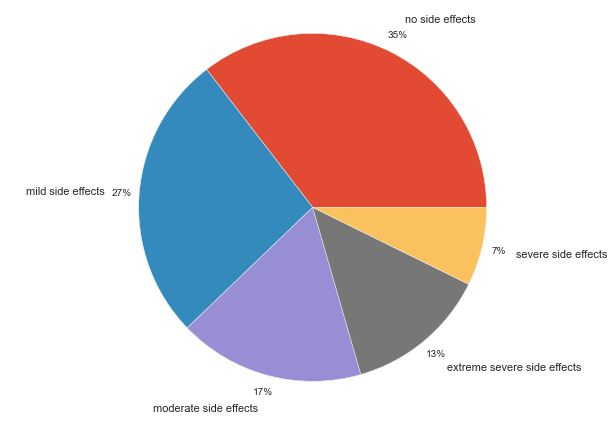 no side effects
35%
mild side effects 27%
7% severe side effects
13%
extreme severe side effects
17%
moderate side effects